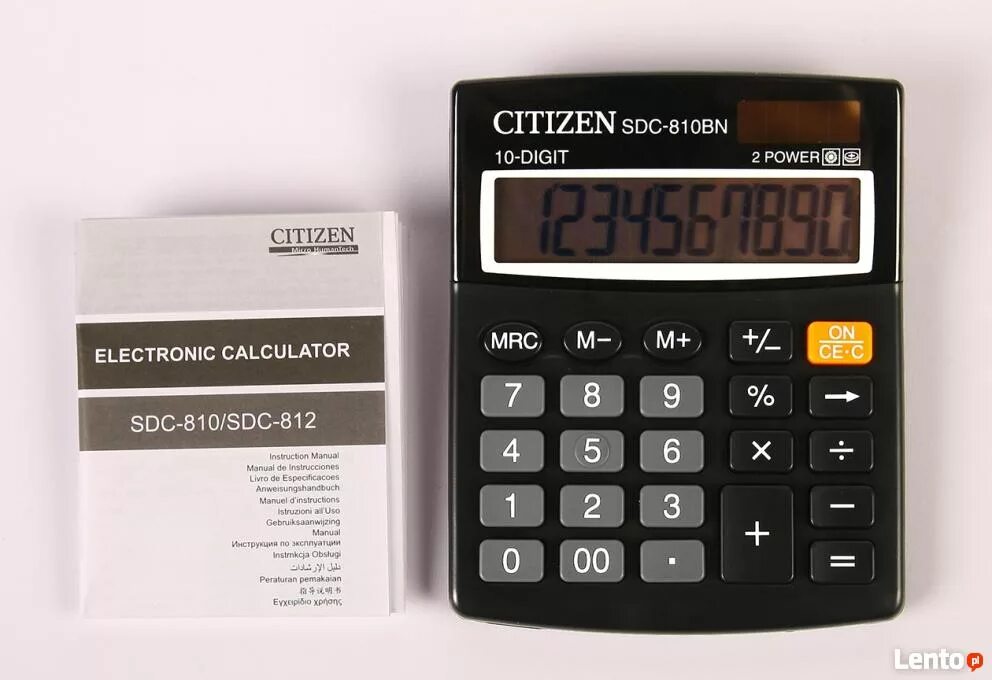 CITIZEN
Micro HumanTech
ELECTRONIC CALCULATOR
SDC-810/SDC-812
Instruction Manual
Manual de Instrucciones
Livro de Especificacoes
Anweisungshandbuch
Manuel d'instructions
Istruzioni all'Uso
Gebruiksaanwijzing
Manual
Инструкция по эксплуатации
Instrnkcja Obsługi
دليل الإرشادات
Peraturan pemakaian
指导说明书
Εγχειρίδιο χρήσης
CITIZEN SDC-810BN
10-DIGIT
2 POWER
1234567890
MRC M− M+ +/− ON
CE·C
7 8 9 % →
4 5 6 × ÷
1 2 3 + −
0 00 . =
Lento pl